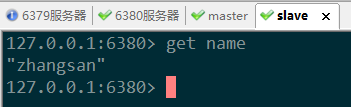 6379服务器 6380服务器 master slave
127.0.0.1:6380> get name
"zhangsan"
127.0.0.1:6380>